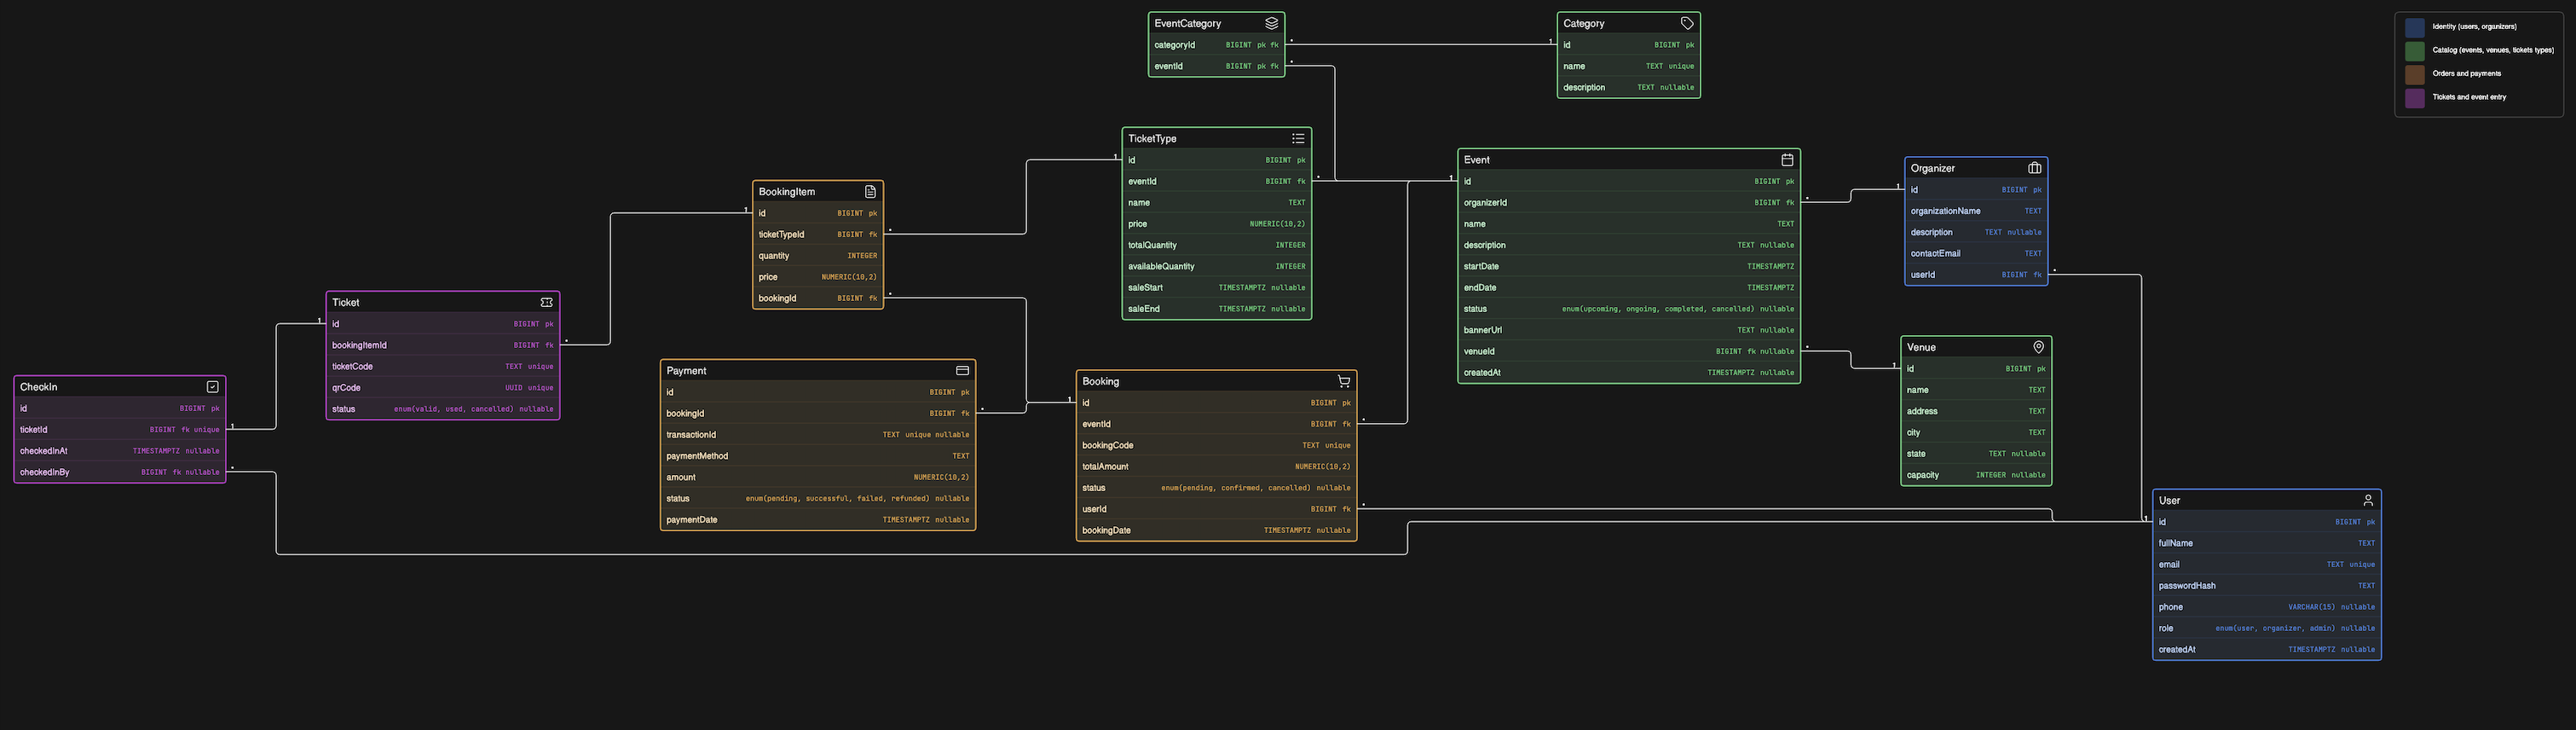 EventCategory
categoryId BIGINT pk fk
eventId BIGINT pk fk
*
*
1
Category
id BIGINT pk
name TEXT unique
description TEXT nullable
Identity (users, organizers)
Catalog (events, venues, tickets types)
Orders and payments
Tickets and event entry
TicketType
id BIGINT pk
eventId BIGINT fk
name TEXT
price NUMERIC(10,2)
totalQuantity INTEGER
availableQuantity INTEGER
saleStart TIMESTAMPTZ nullable
saleEnd TIMESTAMPTZ nullable
1
*
1
Event
id BIGINT pk
organizerId BIGINT fk
name TEXT
description TEXT nullable
startDate TIMESTAMPTZ
endDate TIMESTAMPTZ
status enum(upcoming, ongoing, completed, cancelled) nullable
bannerUrl TEXT nullable
venueId BIGINT fk nullable
createdAt TIMESTAMPTZ nullable
*
*
1
Organizer
id BIGINT pk
organizationName TEXT
description TEXT nullable
contactEmail TEXT
userId BIGINT fk
*
1
BookingItem
id BIGINT pk
ticketTypeId BIGINT fk
quantity INTEGER
price NUMERIC(10,2)
bookingId BIGINT fk
*
*
1
Ticket
id BIGINT pk
bookingItemId BIGINT fk
ticketCode TEXT unique
qrCode UUID unique
status enum(valid, used, cancelled) nullable
*
1
Venue
id BIGINT pk
name TEXT
address TEXT
city TEXT
state TEXT nullable
capacity INTEGER nullable
Payment
id BIGINT pk
bookingId BIGINT fk
transactionId TEXT unique nullable
paymentMethod TEXT
amount NUMERIC(10,2)
status enum(pending, successful, failed, refunded) nullable
paymentDate TIMESTAMPTZ nullable
*
1
Booking
id BIGINT pk
eventId BIGINT fk
bookingCode TEXT unique
totalAmount NUMERIC(10,2)
status enum(pending, confirmed, cancelled) nullable
userId BIGINT fk
bookingDate TIMESTAMPTZ nullable
*
*
CheckIn
id BIGINT pk
ticketId BIGINT fk unique
checkedInAt TIMESTAMPTZ nullable
checkedInBy BIGINT fk nullable
1
*
1
User
id BIGINT pk
fullName TEXT
email TEXT unique
passwordHash TEXT
phone VARCHAR(15) nullable
role enum(user, organizer, admin) nullable
createdAt TIMESTAMPTZ nullable